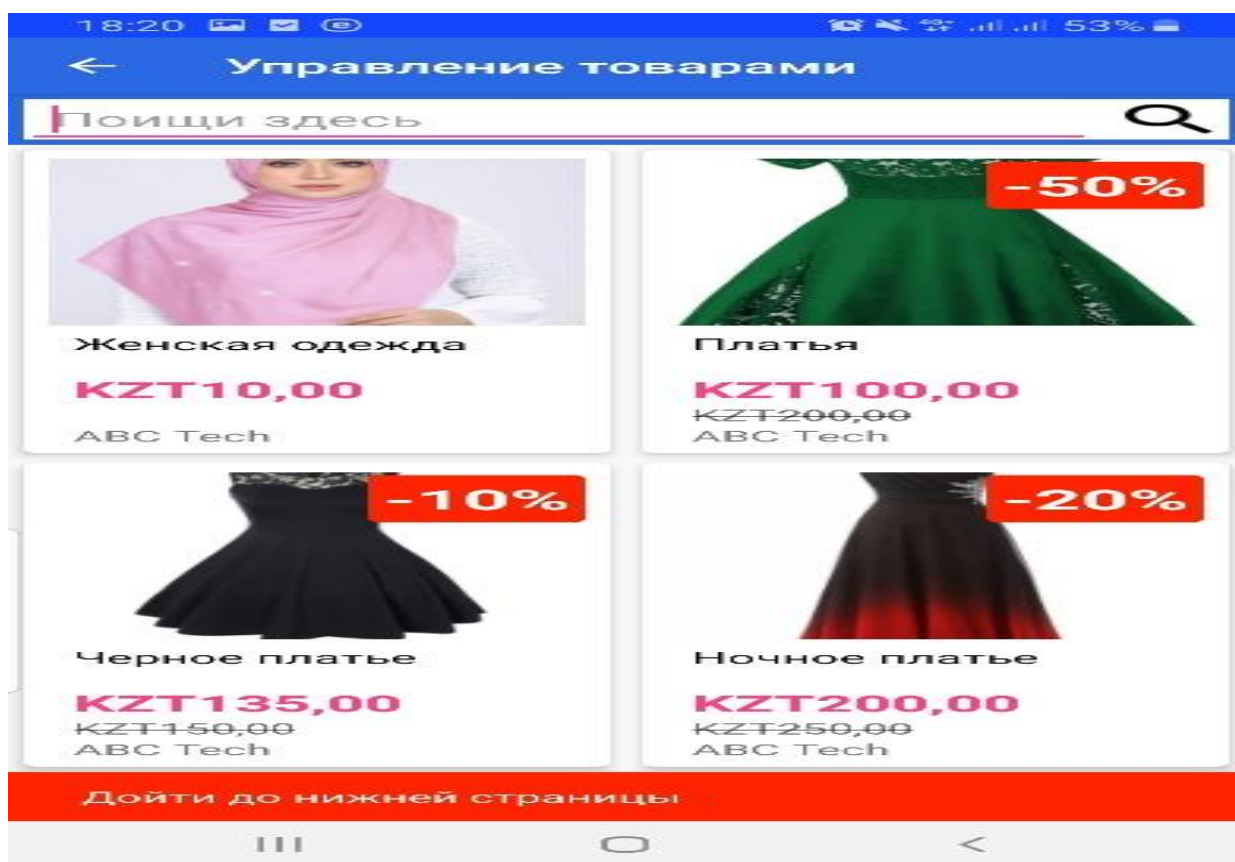 18:20 53%
Управление товарами
Поищи здесь
Женская одежда
KZT10,00
ABC Tech
-50%
Платья
KZT100,00
KZT200,00
ABC Tech
-10%
Черное платье
KZT135,00
KZT150,00
ABC Tech
-20%
Ночное платье
KZT200,00
KZT250,00
ABC Tech
Дойти до нижней страницы